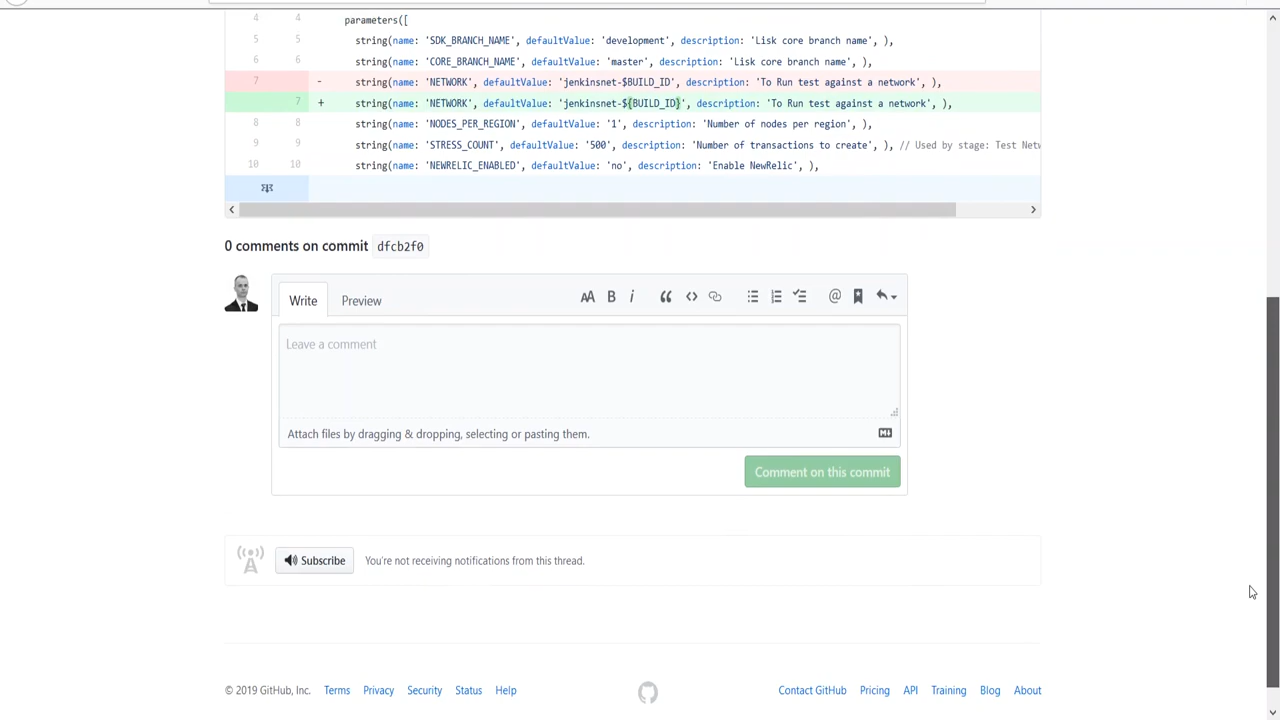 4 4 parameters([
5 5 string(name: 'SDK_BRANCH_NAME', defaultValue: 'development', description: 'Lisk core branch name', ),
6 6 string(name: 'CORE_BRANCH_NAME', defaultValue: 'master', description: 'Lisk core branch name', ),
7 - string(name: 'NETWORK', defaultValue: 'jenkinsnet-$BUILD_ID', description: 'To Run test against a network', ),
7 + string(name: 'NETWORK', defaultValue: 'jenkinsnet-${BUILD_ID}', description: 'To Run test against a network', ),
8 8 string(name: 'NODES_PER_REGION', defaultValue: '1', description: 'Number of nodes per region', ),
9 9 string(name: 'STRESS_COUNT', defaultValue: '500', description: 'Number of transactions to create', ), // Used by stage: Test Netw
10 10 string(name: 'NEWRELIC_ENABLED', defaultValue: 'no', description: 'Enable NewRelic', ),
0 comments on commit dfcb2f0
Write Preview
Leave a comment
Attach files by dragging & dropping, selecting or pasting them.
Comment on this commit
Subscribe You're not receiving notifications from this thread.
© 2019 GitHub, Inc. Terms Privacy Security Status Help Contact GitHub Pricing API Training Blog About